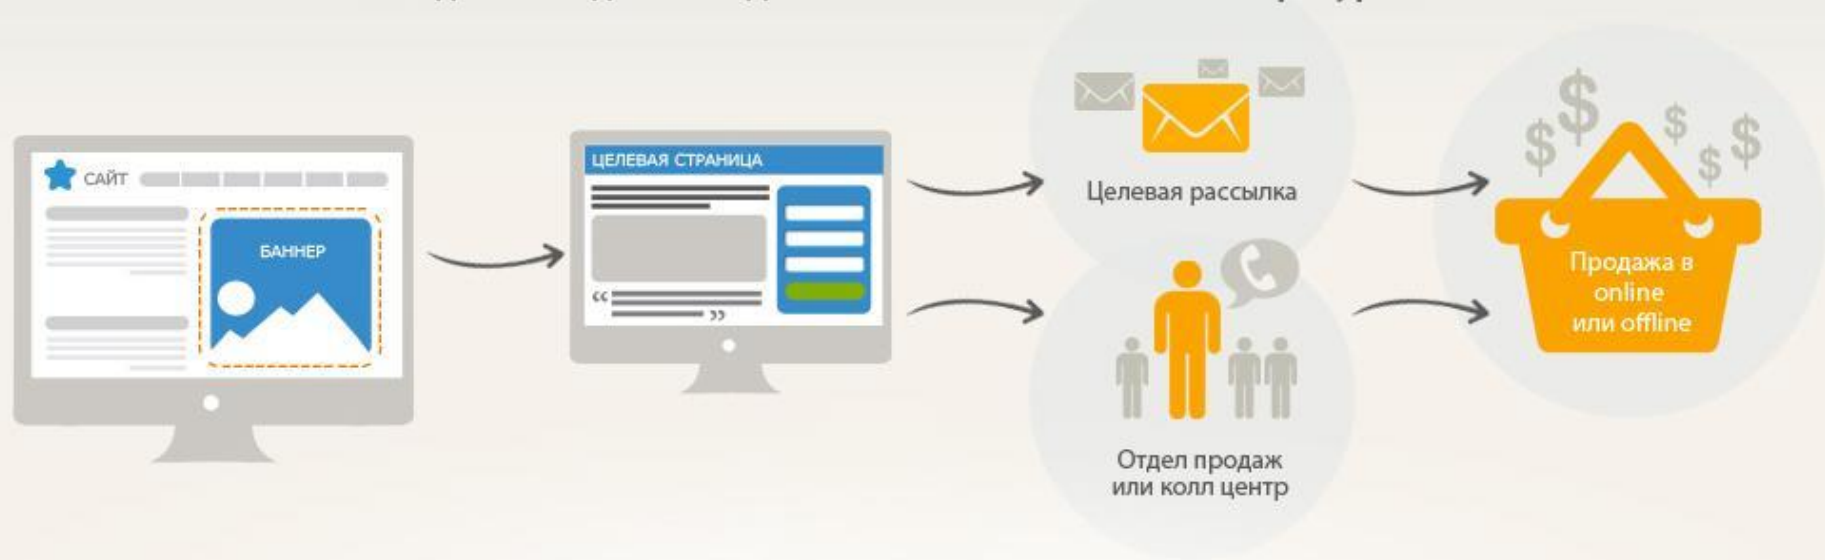 САЙТ
БАННЕР
ЦЕЛЕВАЯ СТРАНИЦА
“
”
Целевая рассылка
Отдел продаж
или колл центр
$ $ $ $ $
Продажа в
online
или offline